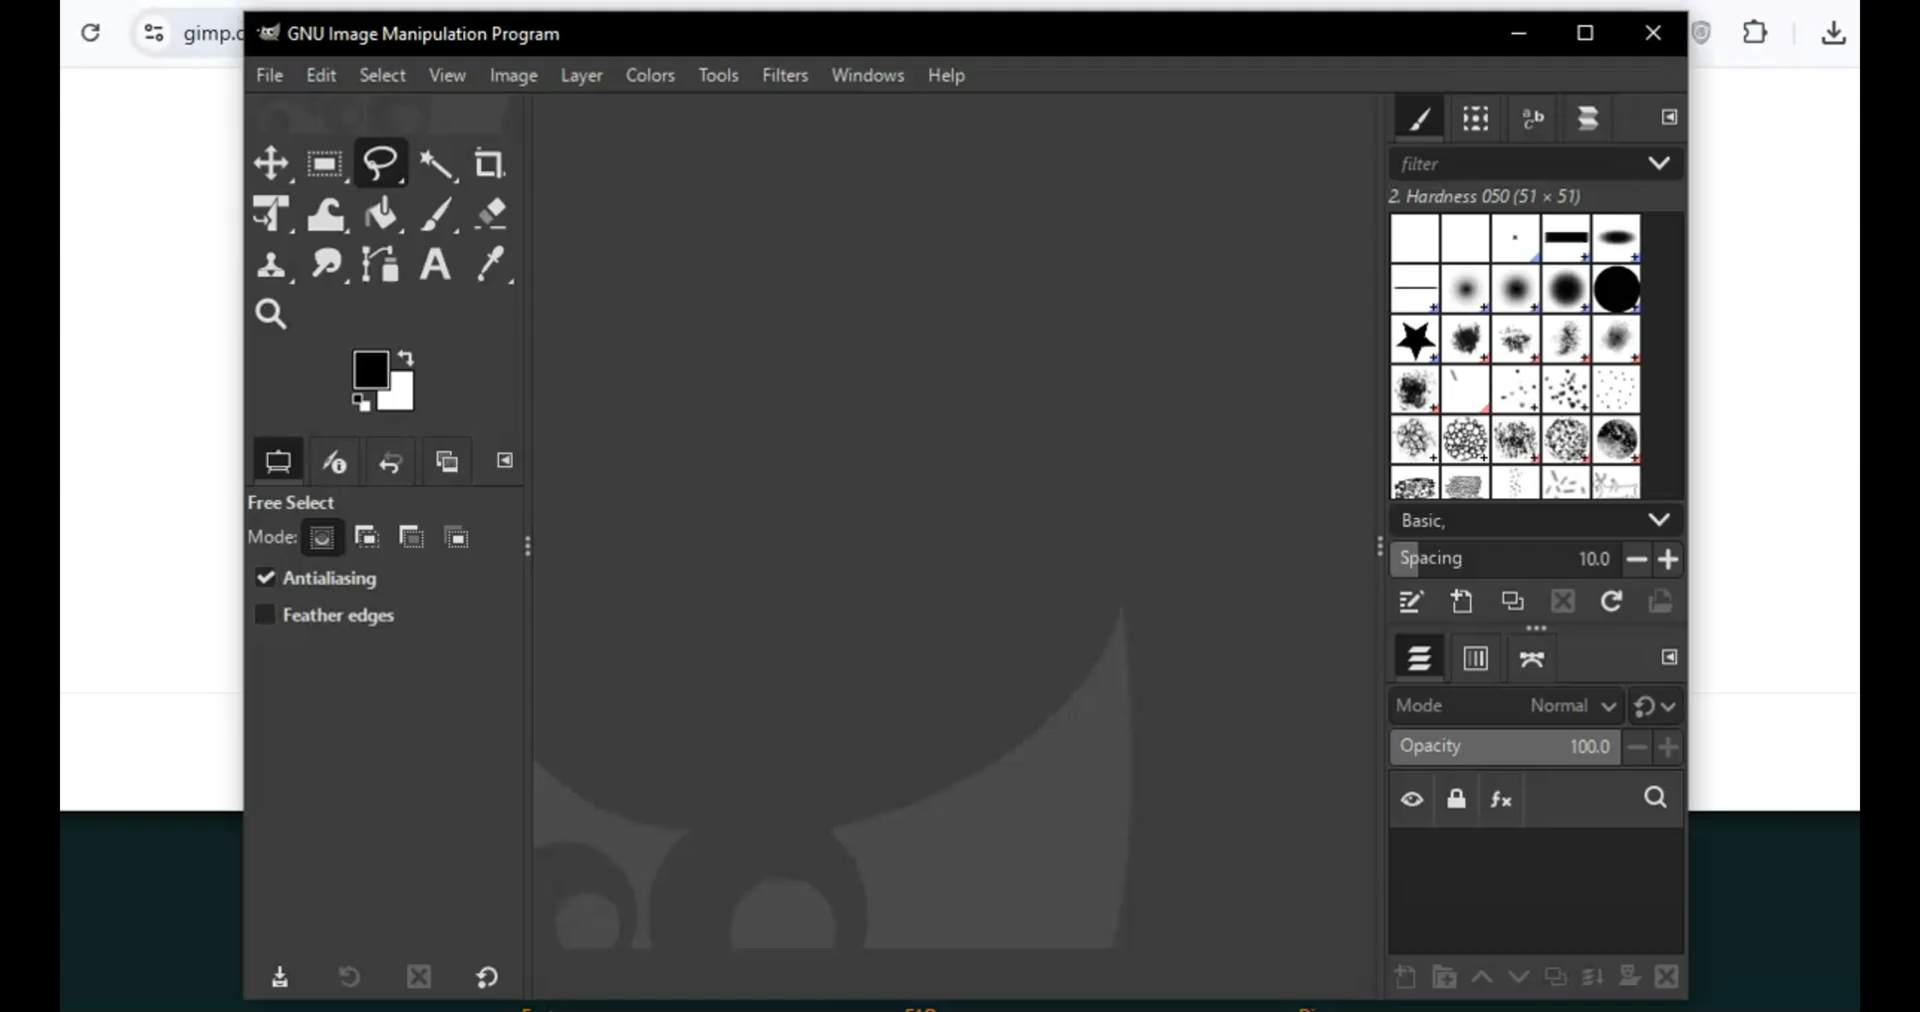 GNU Image Manipulation Program
File Edit Select View Image Layer Colors Tools Filters Windows Help
filter
2. Hardness 050 (51 × 51)
Free Select
Mode:
Antialiasing
Feather edges
Basic,
Spacing 10.0
Mode Normal
Opacity 100.0
fx